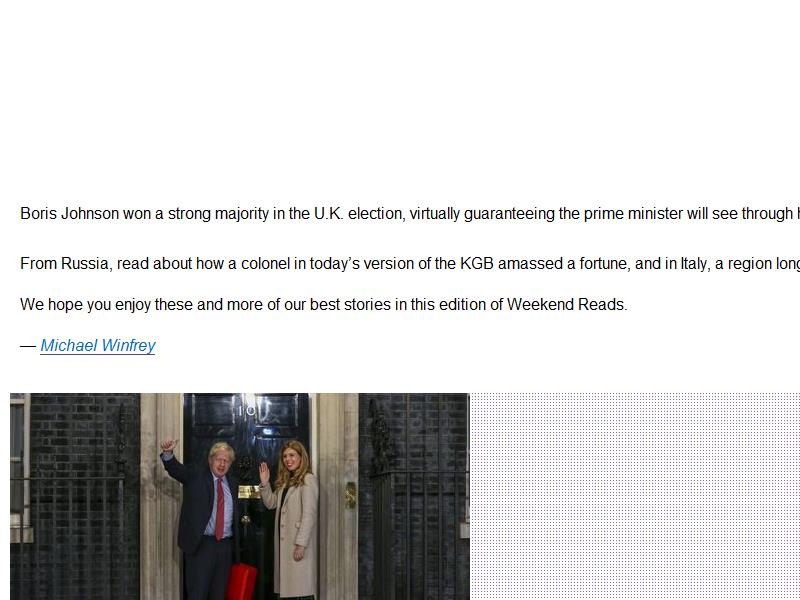 Boris Johnson won a strong majority in the U.K. election, virtually guaranteeing the prime minister will see through
From Russia, read about how a colonel in today’s version of the KGB amassed a fortune, and in Italy, a region long
We hope you enjoy these and more of our best stories in this edition of Weekend Reads.
— Michael Winfrey
10